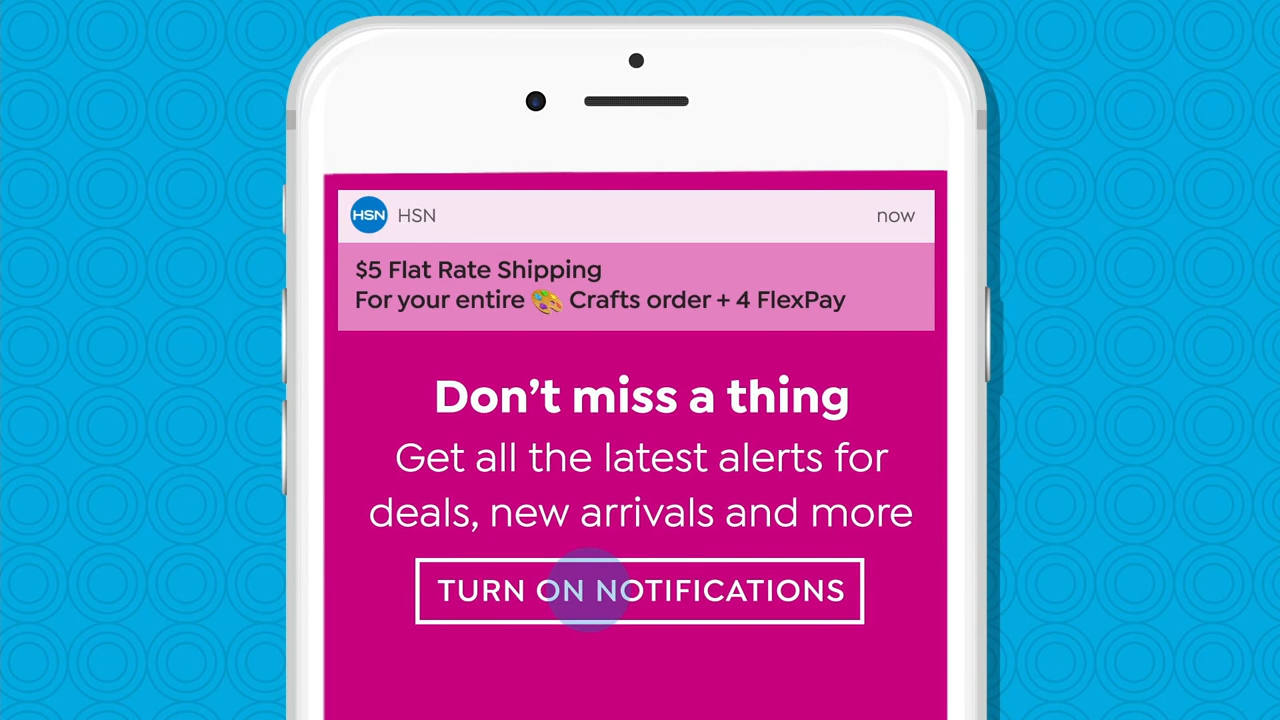 HSN HSN now
$5 Flat Rate Shipping
For your entire 🎨 Crafts order + 4 FlexPay
Don't miss a thing
Get all the latest alerts for
deals, new arrivals and more
TURN ON NOTIFICATIONS